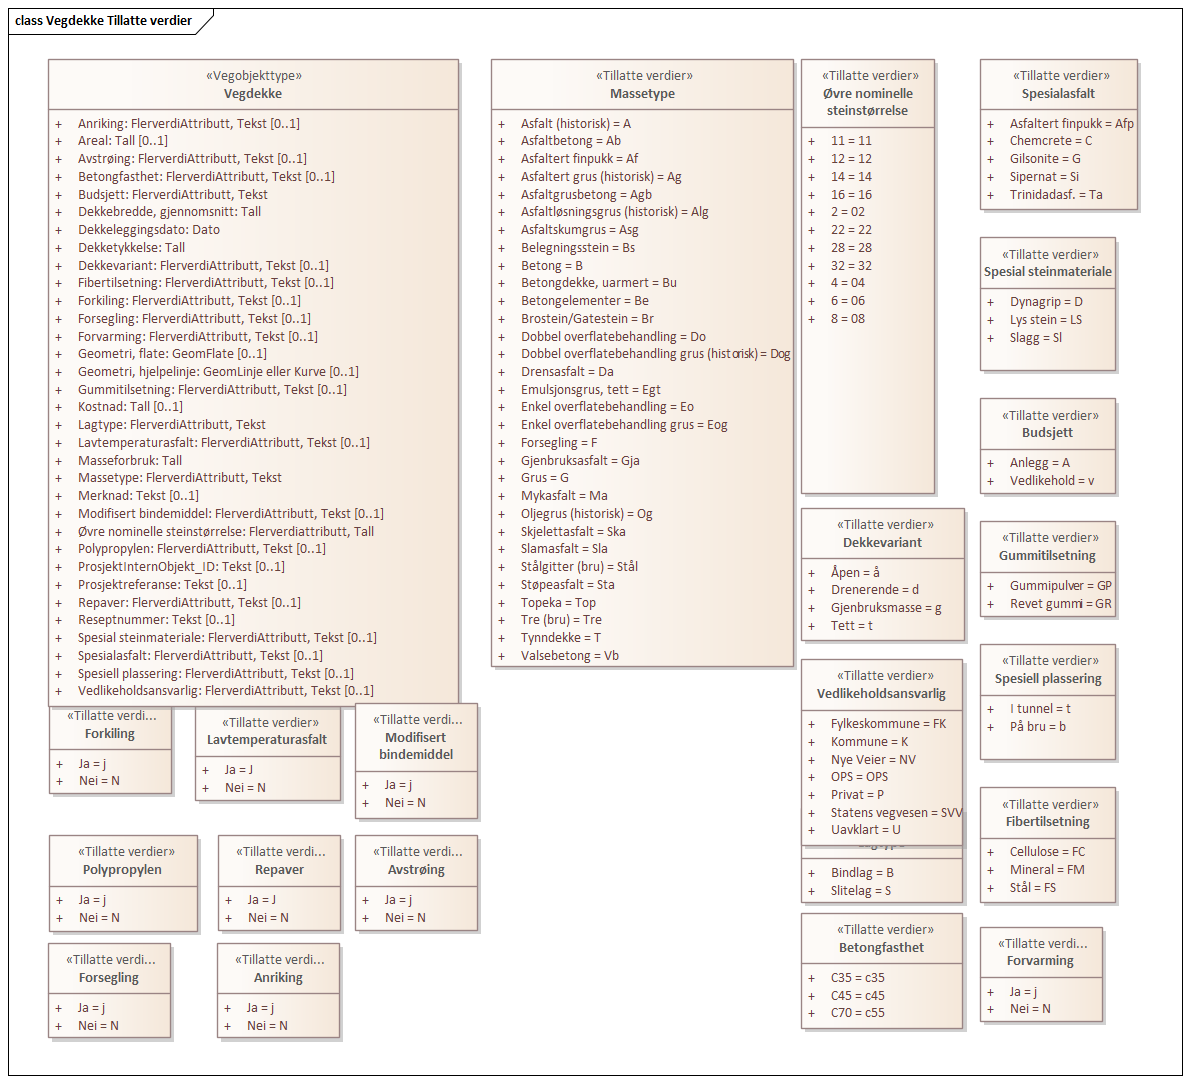 class Vegdekke Tillatte verdier
«Vegobjekttype»
Vegdekke
+ Anriking: FlerverdiAttributt, Tekst [0..1]
+ Areal: Tall [0..1]
+ Avstrøing: FlerverdiAttributt, Tekst [0..1]
+ Betongfasthet: FlerverdiAttributt, Tekst [0..1]
+ Budsjett: FlerverdiAttributt, Tekst
+ Dekkebredde, gjennomsnitt: Tall
+ Dekkeleggingsdato: Dato
+ Dekketykkelse: Tall
+ Dekkevariant: FlerverdiAttributt, Tekst [0..1]
+ Fibertilsetning: FlerverdiAttributt, Tekst [0..1]
+ Forkiling: FlerverdiAttributt, Tekst [0..1]
+ Forsegling: FlerverdiAttributt, Tekst [0..1]
+ Forvarming: FlerverdiAttributt, Tekst [0..1]
+ Geometri, flate: GeomFlate [0..1]
+ Geometri, hjelpelinje: GeomLinje eller Kurve [0..1]
+ Gummitilsetning: FlerverdiAttributt, Tekst [0..1]
+ Kostnad: Tall [0..1]
+ Lagtype: FlerverdiAttributt, Tekst
+ Lavtemperaturasfalt: FlerverdiAttributt, Tekst [0..1]
+ Masseforbruk: Tall
+ Massetype: FlerverdiAttributt, Tekst
+ Merknad: Tekst [0..1]
+ Modifisert bindemiddel: FlerverdiAttributt, Tekst [0..1]
+ Øvre nominelle steinstørrelse: Flerverdiattributt, Tall
+ Polypropylen: FlerverdiAttributt, Tekst [0..1]
+ ProsjektInternObjekt_ID: Tekst [0..1]
+ Prosjektreferanse: Tekst [0..1]
+ Repaver: FlerverdiAttributt, Tekst [0..1]
+ Reseptnummer: Tekst [0..1]
+ Spesial steinmateriale: FlerverdiAttributt, Tekst [0..1]
+ Spesialasfalt: FlerverdiAttributt, Tekst [0..1]
+ Spesiell plassering: FlerverdiAttributt, Tekst [0..1]
+ Vedlikeholdsansvarlig: FlerverdiAttributt, Tekst [0..1]
«Tillatte verdier»
Massetype
+ Asfalt (historisk) = A
+ Asfaltbetong = Ab
+ Asfaltert finpukk = Af
+ Asfaltert grus (historisk) = Ag
+ Asfaltgrusbetong = Agb
+ Asfaltløsningsgrus (historisk) = Alg
+ Asfaltskumgrus = Asg
+ Belegningsstein = Bs
+ Betong = B
+ Betongdekke, uarmert = Bu
+ Betongelementer = Be
+ Brostein/Gatestein = Br
+ Dobbel overflatebehandling = Do
+ Dobbel overflatebehandling grus (historisk) = Dog
+ Drensasfalt = Da
+ Emulsjonsgrus, tett = Egt
+ Enkel overflatebehandling = Eo
+ Enkel overflatebehandling grus = Eog
+ Forsegling = F
+ Gjenbruksasfalt = Gja
+ Grus = G
+ Mykasfalt = Ma
+ Oljegrus (historisk) = Og
+ Skjelettasfalt = Ska
+ Slamasfalt = Sla
+ Stålgitter (bru) = Stål
+ Støpeasfalt = Sta
+ Topeka = Top
+ Tre (bru) = Tre
+ Tynndekke = T
+ Valsebetong = Vb
«Tillatte verdier»
Øvre nominelle
steinstørrelse
+ 11 = 11
+ 12 = 12
+ 14 = 14
+ 16 = 16
+ 2 = 02
+ 22 = 22
+ 28 = 28
+ 32 = 32
+ 4 = 04
+ 6 = 06
+ 8 = 08
«Tillatte verdier»
Spesialasfalt
+ Asfaltert finpukk = Afp
+ Chemcrete = C
+ Gilsonite = G
+ Sipernat = Si
+ Trinidadasf. = Ta
«Tillatte verdier»
Spesial steinmateriale
+ Dynagrip = D
+ Lys stein = LS
+ Slagg = Sl
«Tillatte verdier»
Budsjett
+ Anlegg = A
+ Vedlikehold = v
«Tillatte verdier»
Dekkevariant
+ Åpen = å
+ Drenerende = d
+ Gjenbruksmasse = g
+ Tett = t
«Tillatte verdier»
Gummitilsetning
+ Gummipulver = GP
+ Revet gummi = GR
«Tillatte verdier»
Vedlikeholdsansvarlig
+ Fylkeskommune = FK
+ Kommune = K
+ Nye Veier = NV
+ OPS = OPS
+ Privat = P
+ Statens vegvesen = SVV
+ Uavklart = U
+ Bindlag = B
+ Slitelag = S
«Tillatte verdier»
Spesiell plassering
+ I tunnel = t
+ På bru = b
«Tillatte verdier»
Fibertilsetning
+ Cellulose = FC
+ Mineral = FM
+ Stål = FS
«Tillatte verdi...
Forkiling
+ Ja = j
+ Nei = N
«Tillatte verdier»
Lavtemperaturasfalt
+ Ja = J
+ Nei = N
«Tillatte verdi...
Modifisert
bindemiddel
+ Ja = j
+ Nei = N
«Tillatte verdier»
Polypropylen
+ Ja = j
+ Nei = N
«Tillatte verdi...
Repaver
+ Ja = J
+ Nei = N
«Tillatte verdi...
Avstrøing
+ Ja = j
+ Nei = N
«Tillatte verdi...
Forsegling
+ Ja = j
+ Nei = N
«Tillatte verdi...
Anriking
+ Ja = j
+ Nei = N
«Tillatte verdier»
Betongfasthet
+ C35 = c35
+ C45 = c45
+ C70 = c55
«Tillatte verdi...
Forvarming
+ Ja = j
+ Nei = N